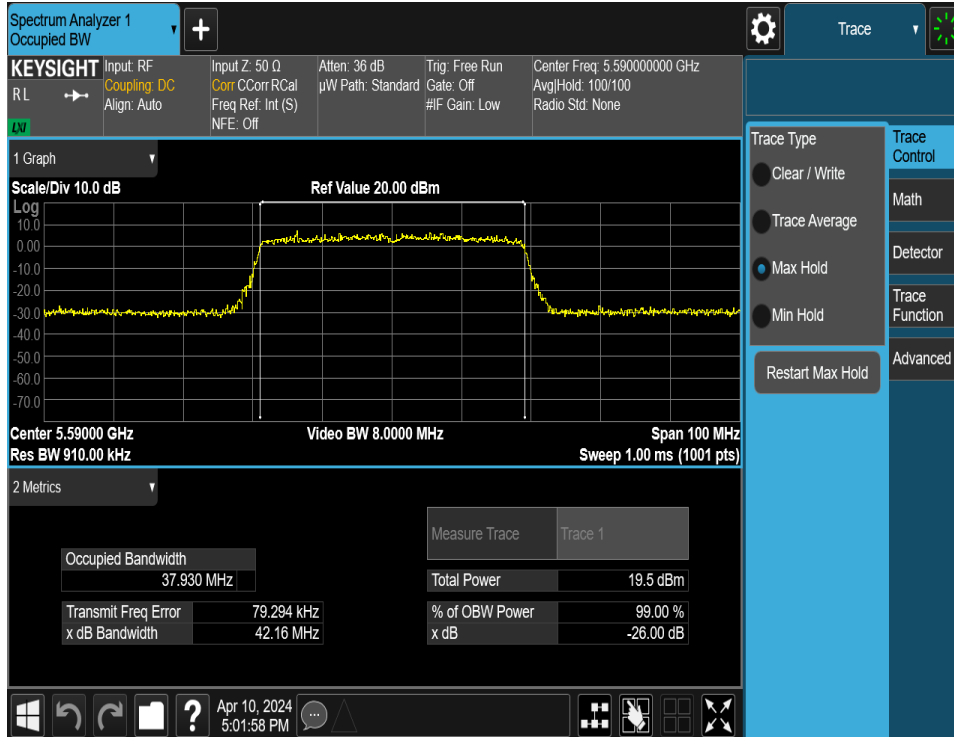 Spectrum Analyzer 1
Occupied BW
Trace
KEYSIGHT
R L
LXI
Input: RF
Coupling: DC
Align: Auto
Input Z: 50 Ω
Corr CCorr RCal
Freq Ref: Int (S)
NFE: Off
Atten: 36 dB
µW Path: Standard
Trig: Free Run
Gate: Off
#IF Gain: Low
Center Freq: 5.590000000 GHz
Avg|Hold: 100/100
Radio Std: None
1 Graph
Scale/Div 10.0 dB
Ref Value 20.00 dBm
Log
10.0
0.00
-10.0
-20.0
-30.0
-40.0
-50.0
-60.0
-70.0
Center 5.59000 GHz
Video BW 8.0000 MHz
Span 100 MHz
Res BW 910.00 kHz
Sweep 1.00 ms (1001 pts)
2 Metrics
Measure Trace
Trace 1
Occupied Bandwidth
37.930 MHz
Total Power
19.5 dBm
Transmit Freq Error
79.294 kHz
% of OBW Power
99.00 %
x dB Bandwidth
42.16 MHz
x dB
-26.00 dB
Trace Type
Clear / Write
Trace Average
Max Hold
Min Hold
Restart Max Hold
Trace
Control
Math
Detector
Trace
Function
Advanced
?
Apr 10, 2024
5:01:58 PM